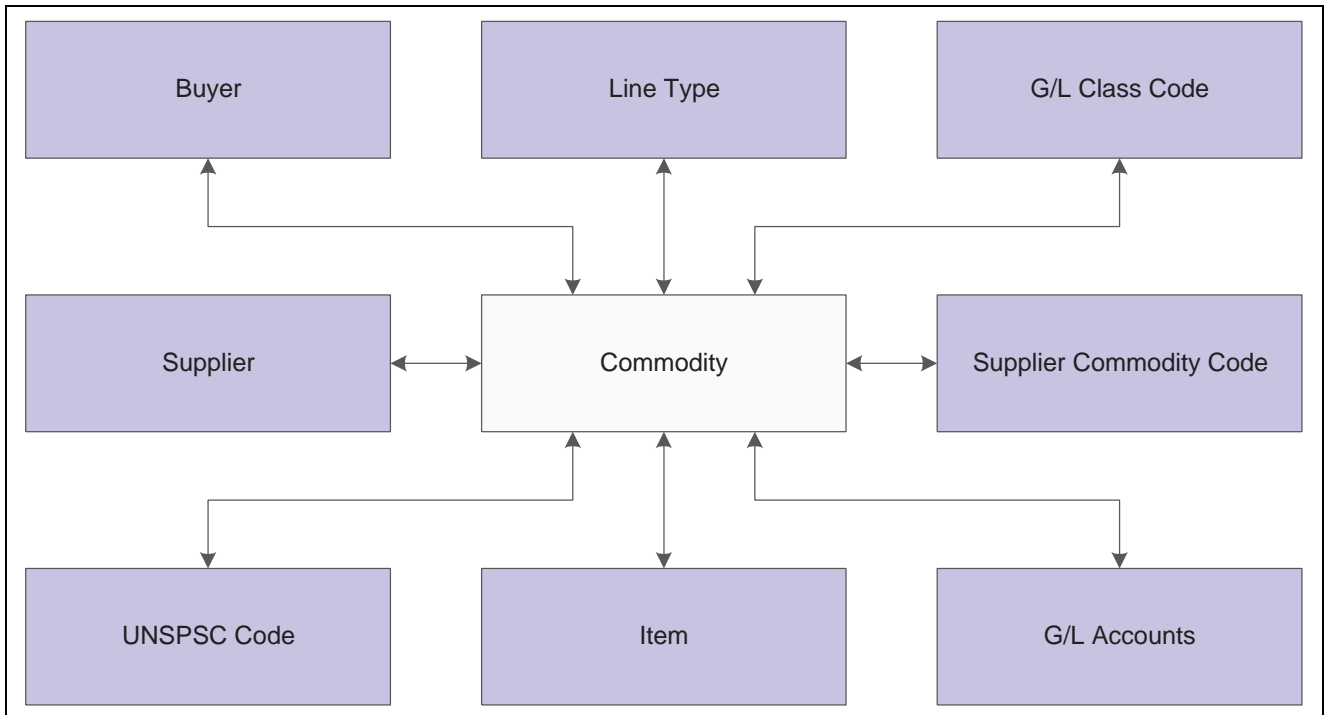 Buyer
Line Type
G/L Class Code
Supplier
Commodity
Supplier Commodity Code
UNSPSC Code
Item
G/L Accounts